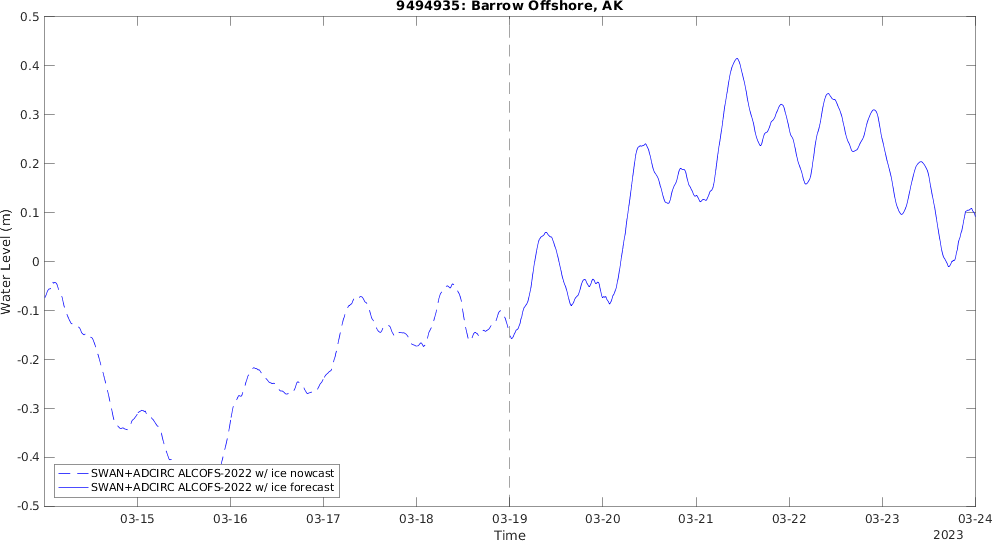 9494935: Barrow Offshore, AK
0.5
0.4
0.3
0.2
0.1
0
-0.1
-0.2
-0.3
-0.4
-0.5
Water Level (m)
SWAN+ADCIRC ALCOFS-2022 w/ ice nowcast
SWAN+ADCIRC ALCOFS-2022 w/ ice forecast
03-15 03-16 03-17 03-18 03-19 03-20 03-21 03-22 03-23 03-24
Time
2023